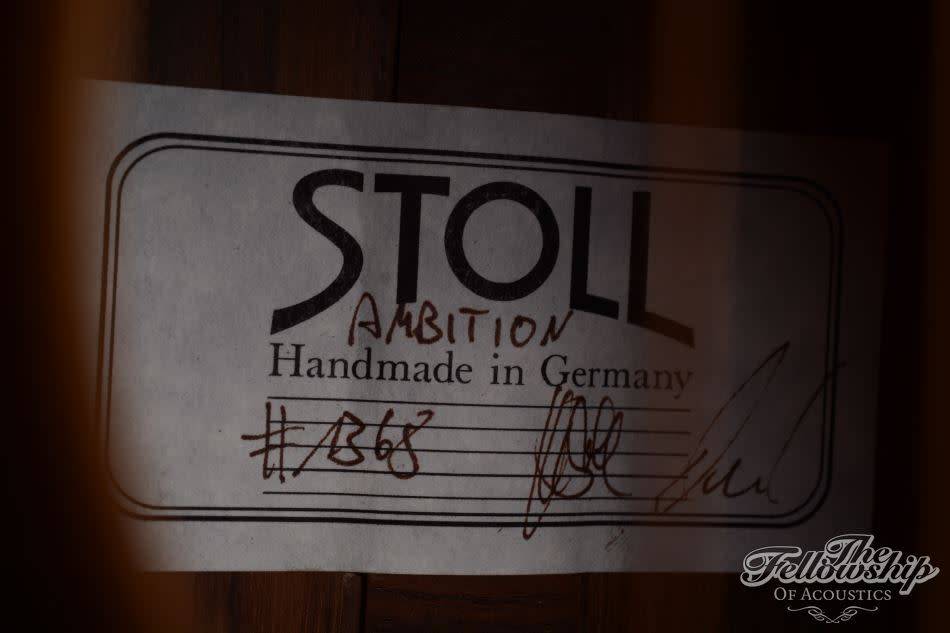 STOLL
AMBITION
Handmade in Germany
#1368
The
Fellowship
OF ACOUSTICS